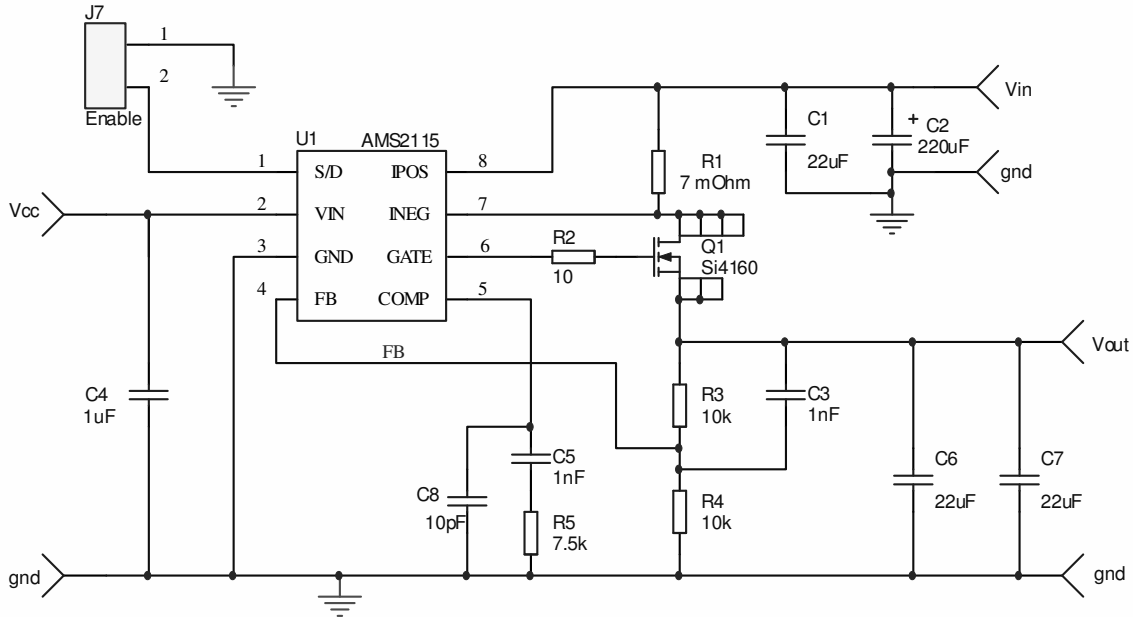 J7
1
2
Enable
U1
AMS2115
1
S/D
IPOS
8
2
VIN
INEG
7
3
GND
GATE
6
4
FB
COMP
5
Vcc
Vin
gnd
C1
22uF
+
C2
220uF
R1
7 mOhm
R2
10
Q1
Si4160
FB
Vout
C4
1uF
R3
10k
C3
1nF
C5
1nF
C8
10pF
R5
7.5k
R4
10k
C6
22uF
C7
22uF
gnd
gnd